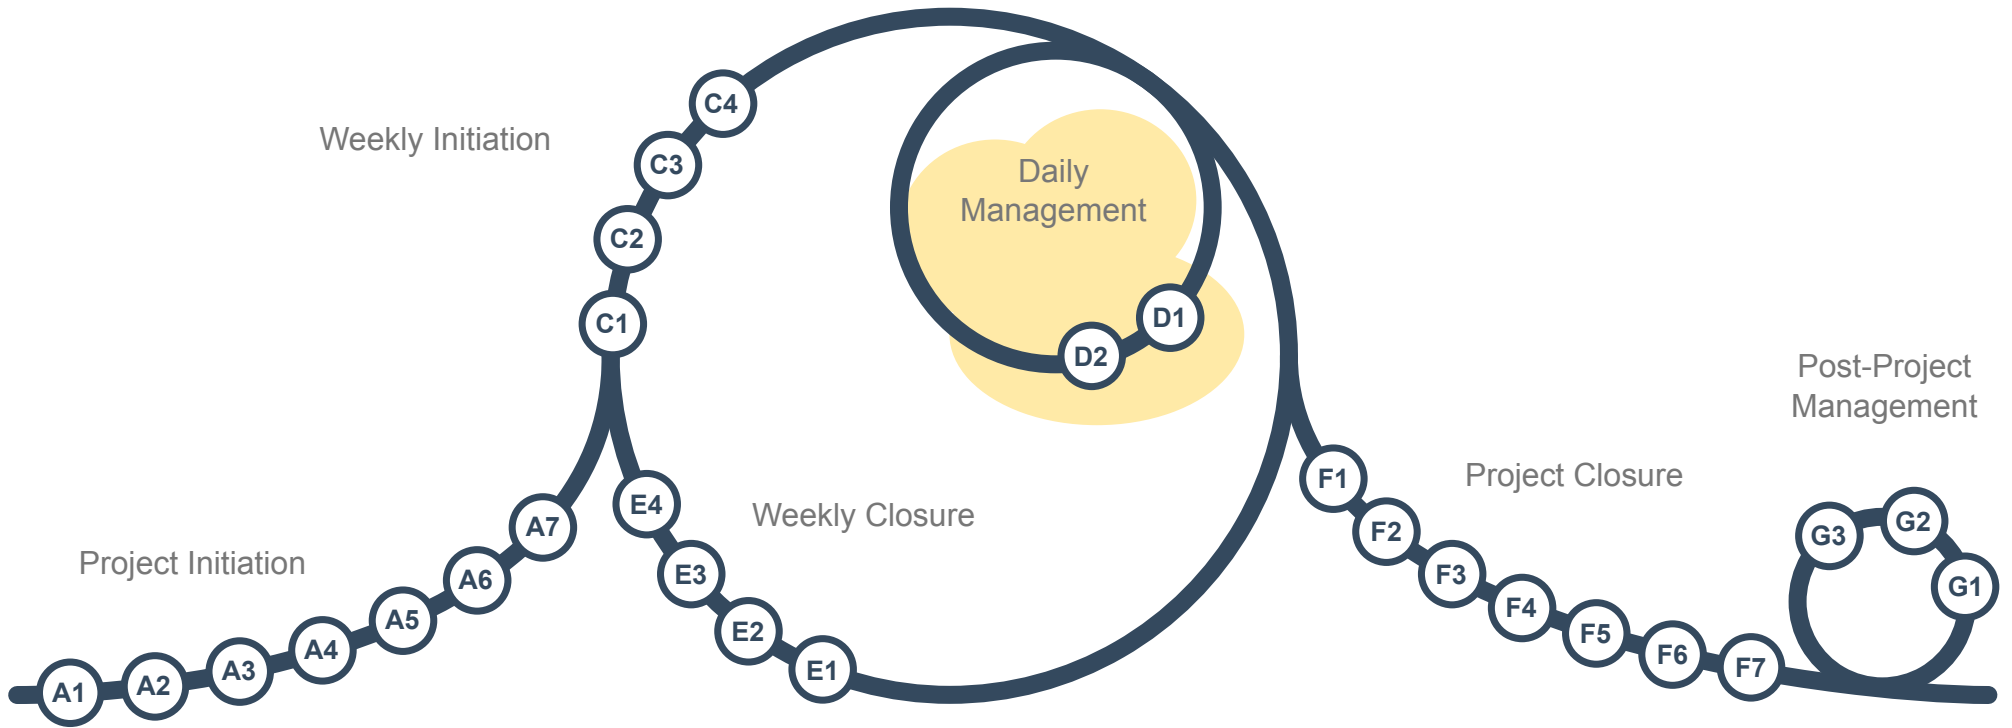 C4
Weekly Initiation
C3
Daily
Management
C2
C1
D1
D2
Post-Project
Management
F1
Project Closure
E4
Weekly Closure
A7
F2
G3
G2
Project Initiation
A6
E3
F3
G1
A5
E2
F4
F5
A4
E1
F6
F7
A3
A2
A1